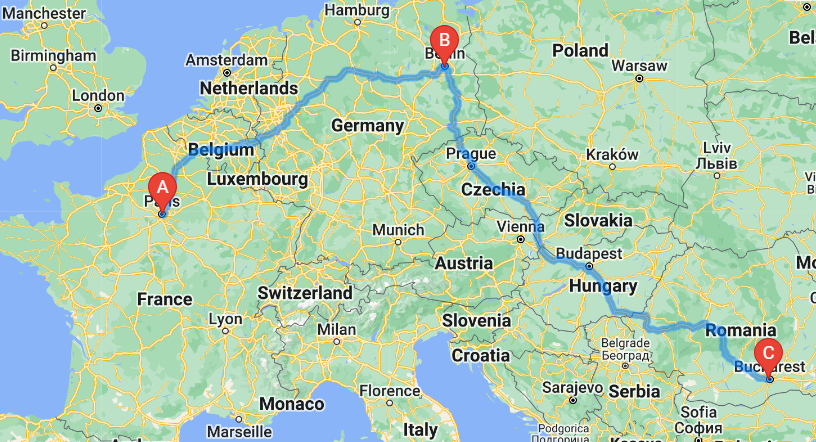 Manchester
Hamburg
Birmingham
Amsterdam
B
Berlin
Poland
Netherlands
Warsaw
London
Germany
Belgium
Prague
Kraków
Lviv
Львів
A
Paris
Luxembourg
Czechia
Slovakia
Munich
Vienna
Budapest
Austria
Hungary
France
Switzerland
Lyon
Slovenia
Milan
Romania
Croatia
Belgrade
Београд
C
Bucharest
Florence
Sarajevo
Serbia
Monaco
Italy
Sofia
София
Marseille
Podgorica